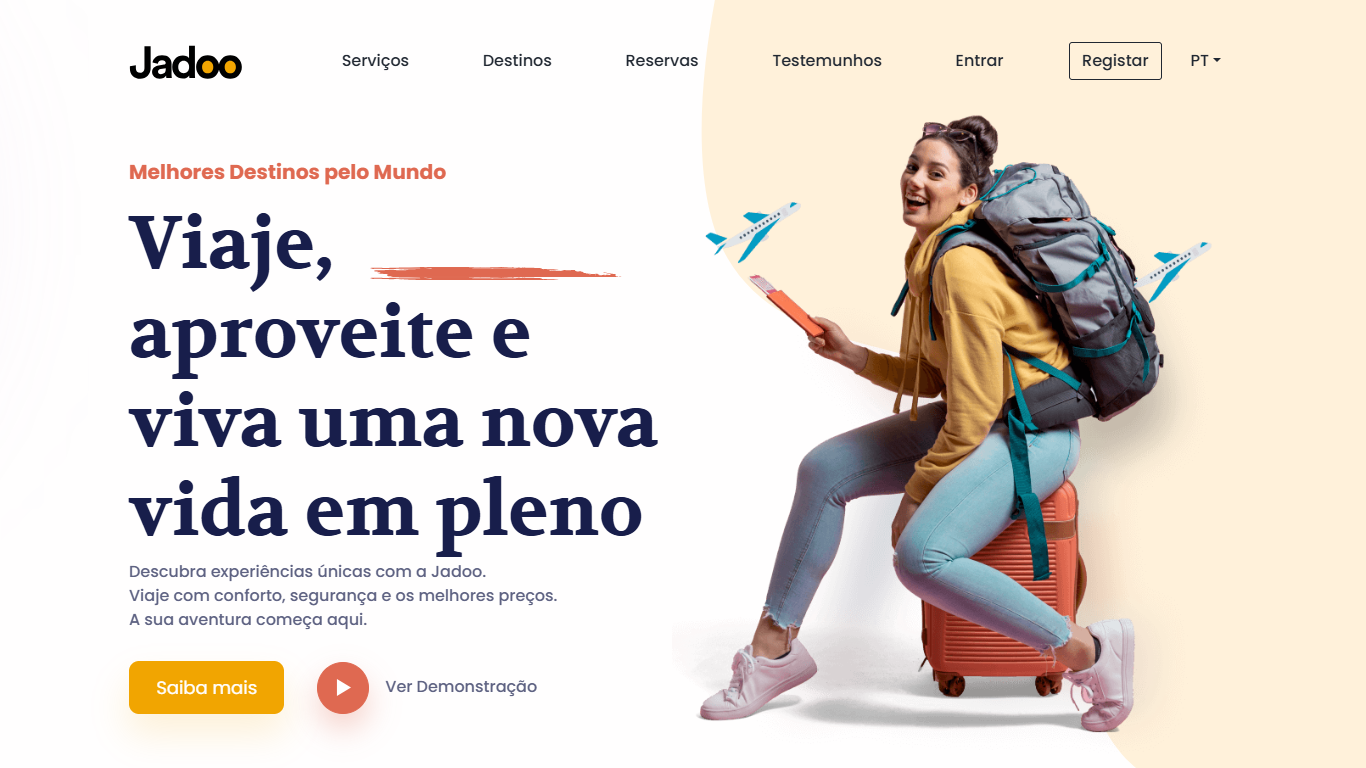 Jadoo
Serviços
Destinos
Reservas
Testemunhos
Entrar
Registar
PT
Melhores Destinos pelo Mundo
Viaje,
aproveite e
viva uma nova
vida em pleno
Descubra experiências únicas com a Jadoo.
Viaje com conforto, segurança e os melhores preços.
A sua aventura começa aqui.
Saiba mais
Ver Demonstração